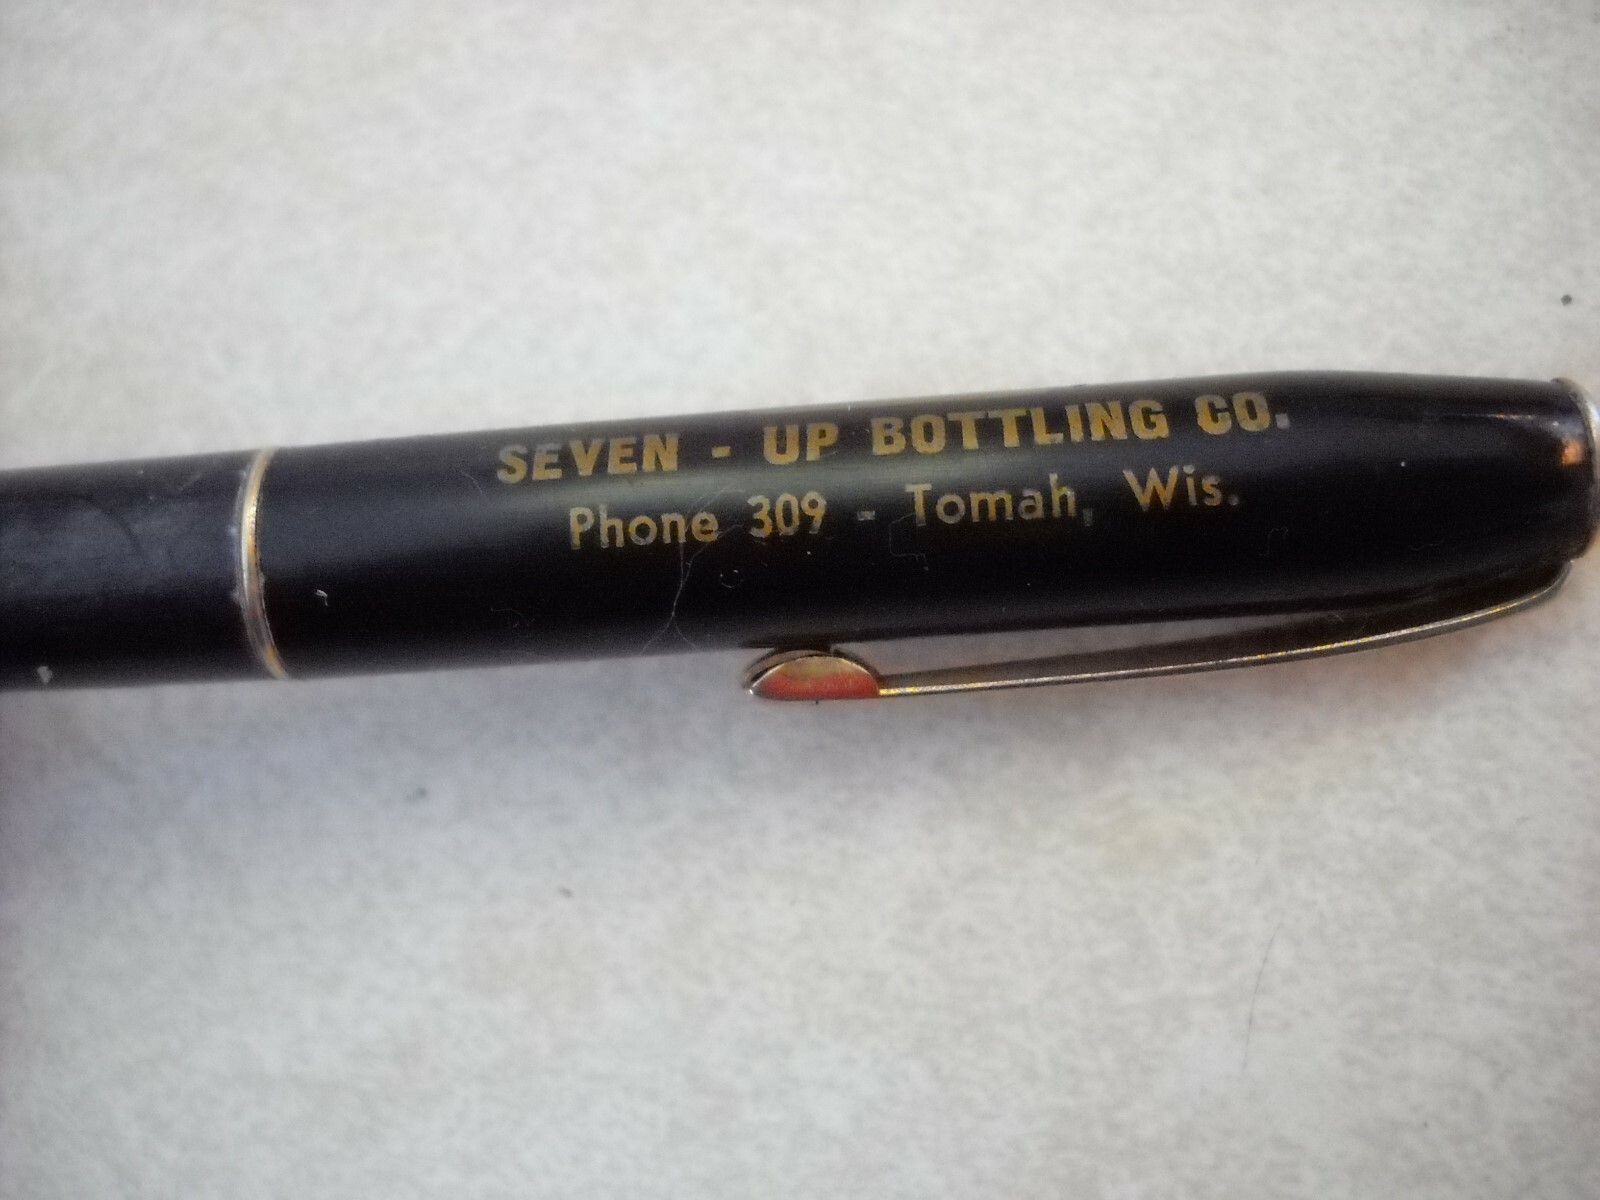 SEVEN - UP BOTTLING CO.
Phone 309 - Tomah, Wis.